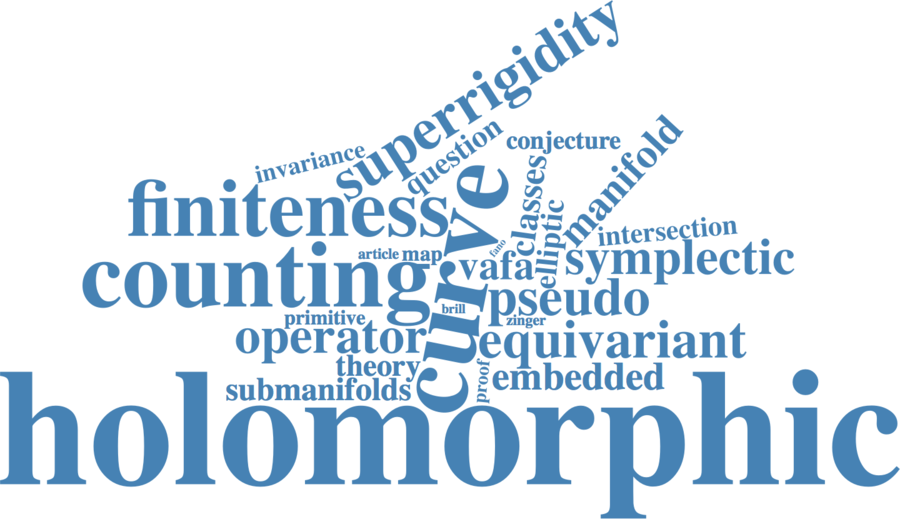 superrigidity
invariance
question
conjecture
manifold
finiteness
curve
classes
elliptic
intersection
counting
article
map
fano
vafa
symplectic
pseudo
brill
primitive
zinger
operator
equivariant
theory
proof
embedded
submanifolds
holomorphic